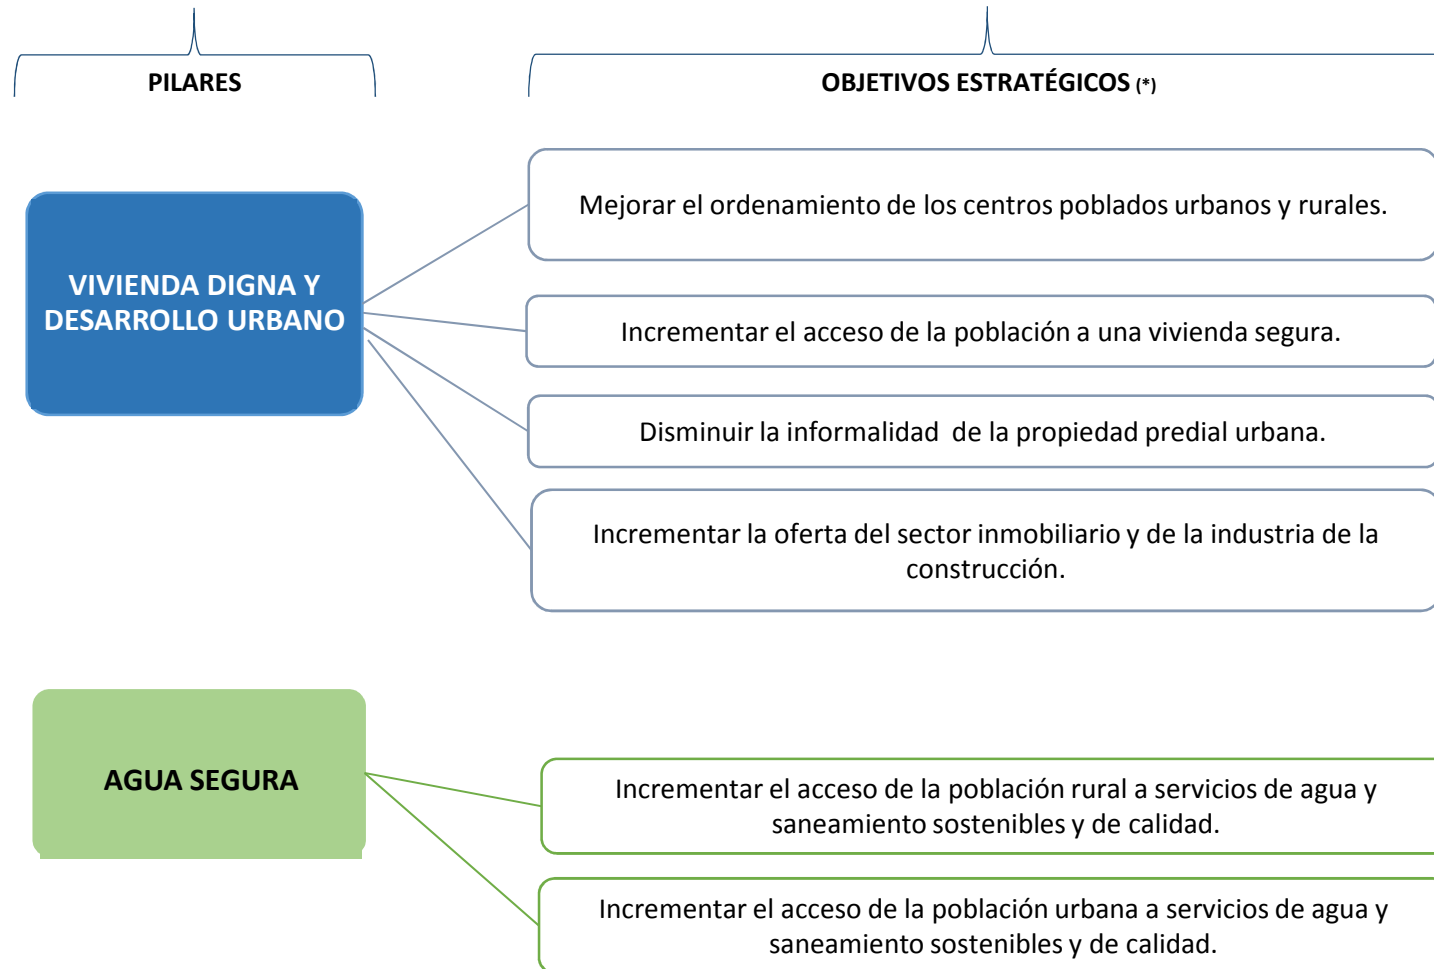 PILARES
OBJETIVOS ESTRATÉGICOS (*)
VIVIENDA DIGNA Y
DESARROLLO URBANO
Mejorar el ordenamiento de los centros poblados urbanos y rurales.
Incrementar el acceso de la población a una vivienda segura.
Disminuir la informalidad  de la propiedad predial urbana.
Incrementar la oferta del sector inmobiliario y de la industria de la
construcción.
AGUA SEGURA
Incrementar el acceso de la población rural a servicios de agua y
saneamiento sostenibles y de calidad.
Incrementar el acceso de la población urbana a servicios de agua y
saneamiento sostenibles y de calidad.